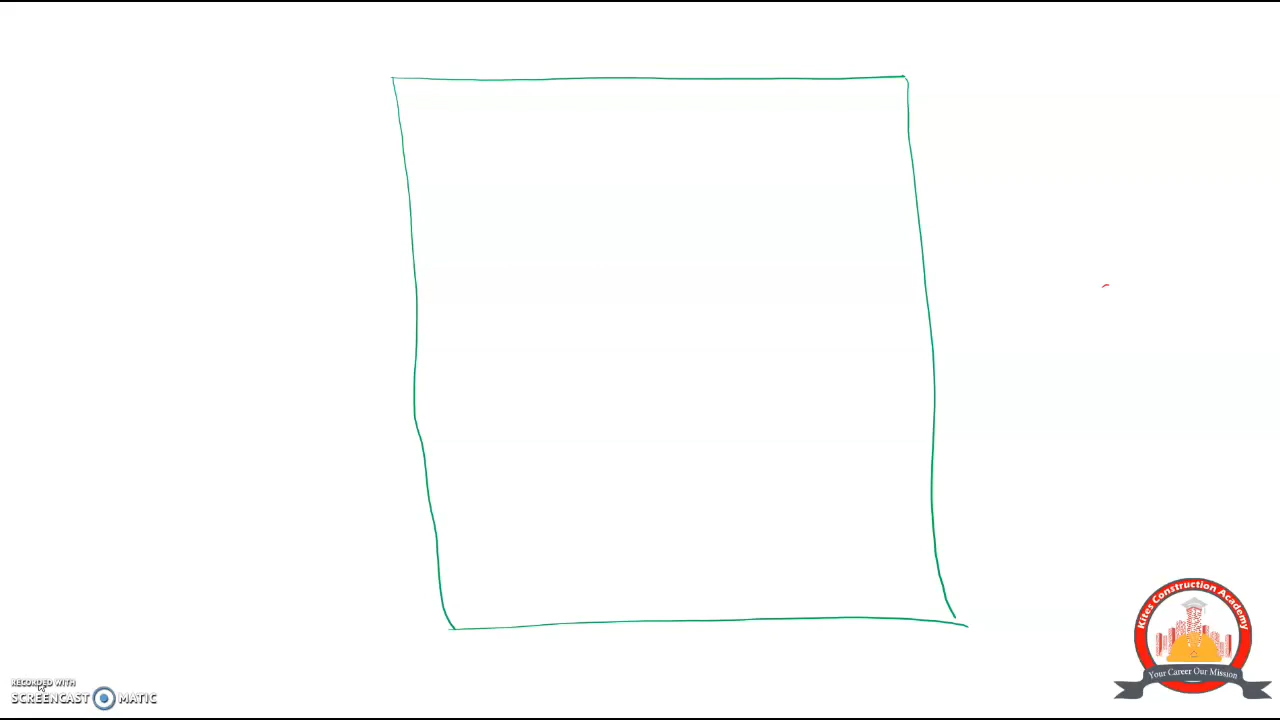 Kites Construction Academy
Your Career Our Mission
RECORDED WITH
SCREENCAST MATIC